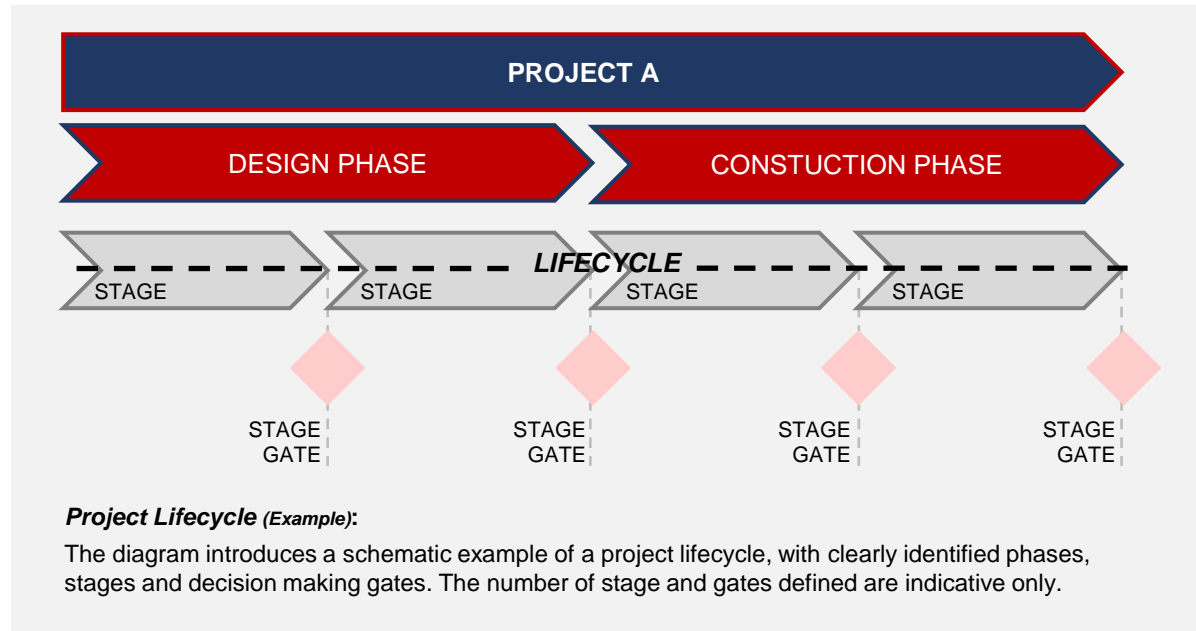 PROJECT A
DESIGN PHASE
CONSTUCTION PHASE
LIFECYCLE
STAGE
STAGE
STAGE
STAGE
STAGE
GATE
STAGE
GATE
STAGE
GATE
STAGE
GATE
Project Lifecycle (Example):
The diagram introduces a schematic example of a project lifecycle, with clearly identified phases,
stages and decision making gates. The number of stage and gates defined are indicative only.